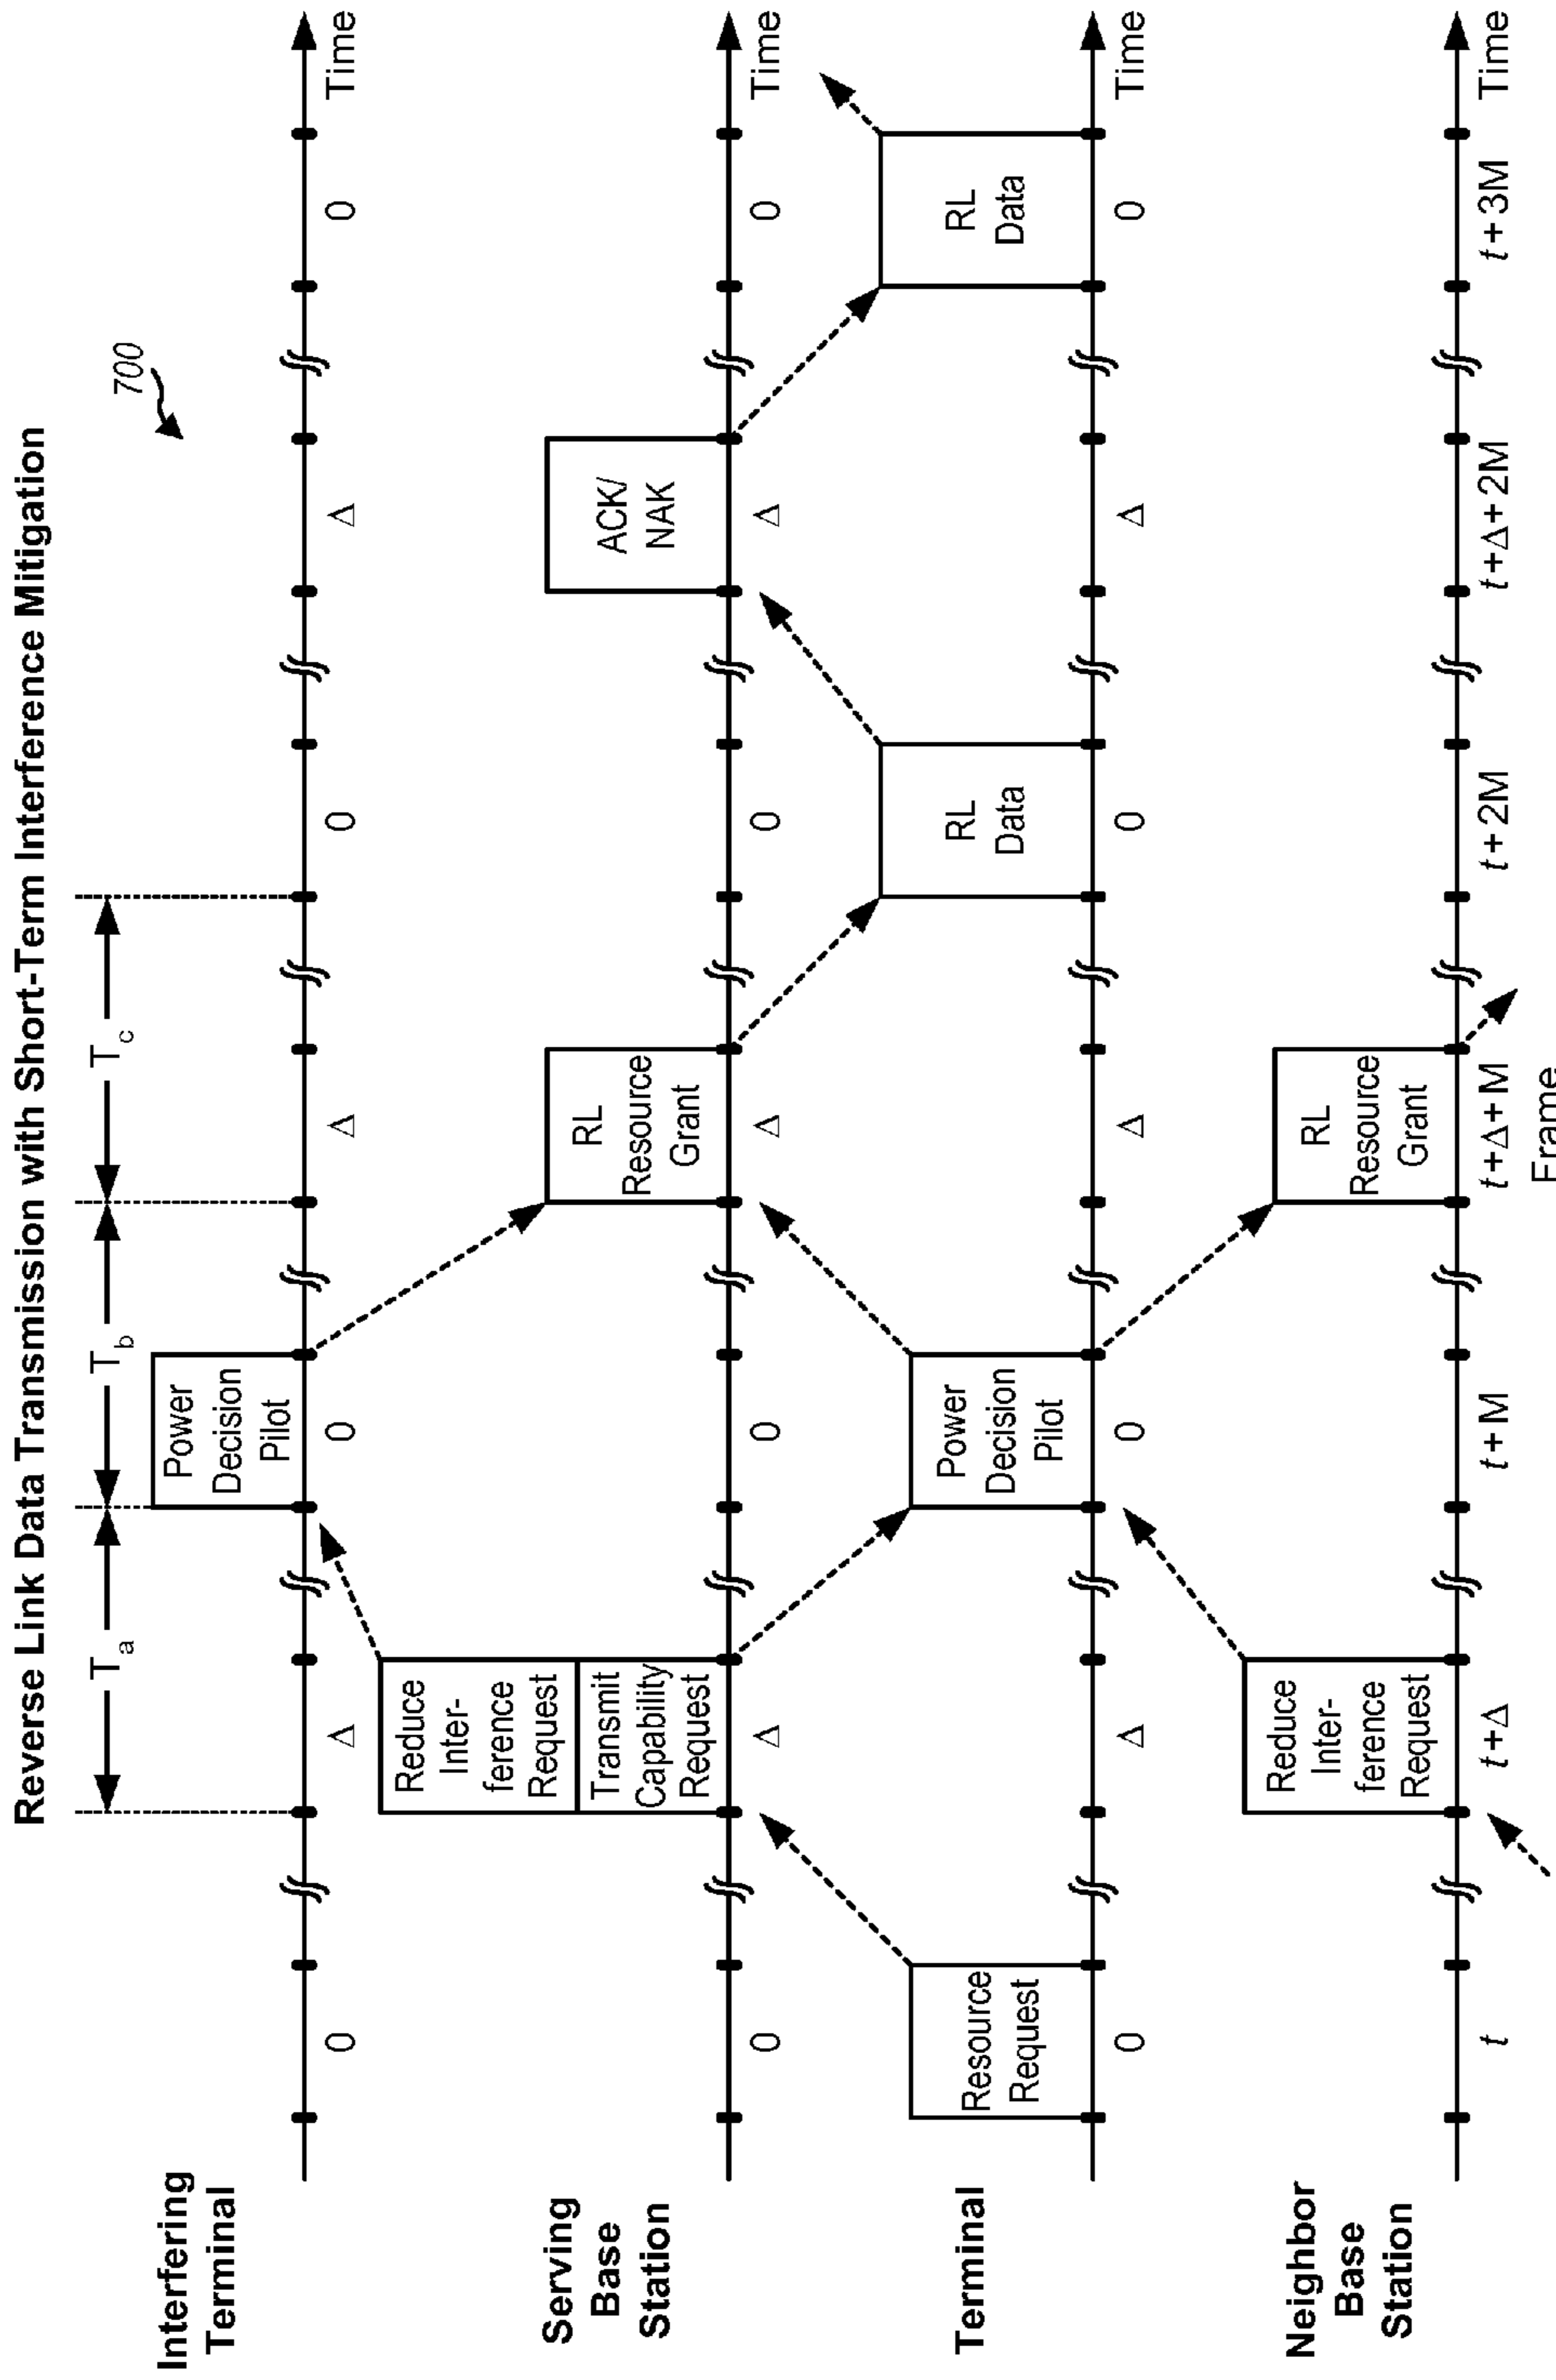 Reverse Link Data Transmission with Short-Term Interference Mitigation
700
Ta
Tb
Tc
Interfering
Terminal
Power
Decision
Pilot
0
Δ
0
Δ
0
Δ
0
Time
Serving
Base
Station
Reduce
Inter-
ference
Request
Transmit
Capability
Request
RL
Resource
Grant
ACK/
NAK
0
Δ
0
Δ
0
Δ
0
Time
Terminal
Resource
Request
Power
Decision
Pilot
RL
Data
RL
Data
0
Δ
0
Δ
0
Δ
0
Time
Neighbor
Base
Station
Reduce
Inter-
ference
Request
RL
Resource
Grant
t
t+Δ
t+M
t+Δ+M
t+2M
t+Δ+2M
t+3M
Time
Frame